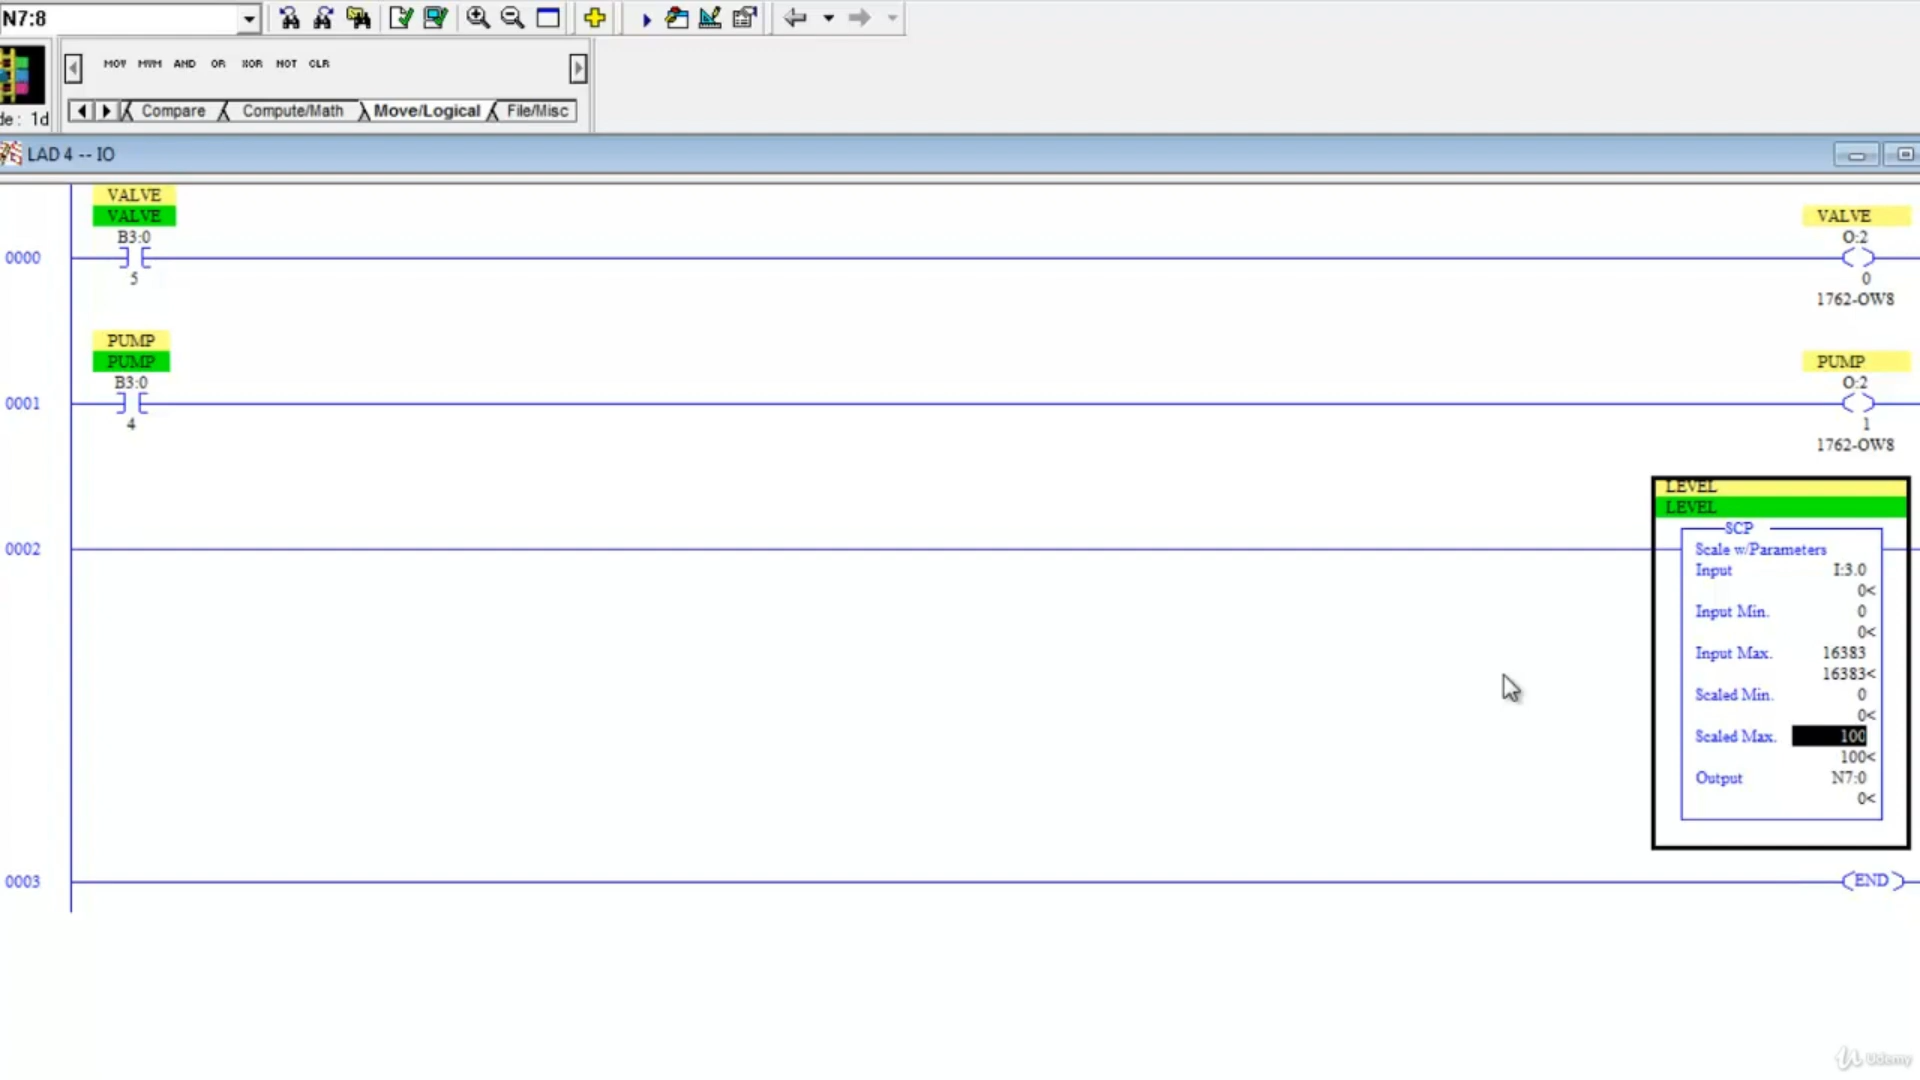 N7:8
MOV MVM AND OR XOR NOT CLR
de: 1d
Compare Compute/Math Move/Logical File/Misc
LAD 4 -- IO
VALVE
VALVE
B3:0
0000
5
VALVE
O:2
0
1762-OW8
PUMP
PUMP
B3:0
0001
4
PUMP
O:2
1
1762-OW8
LEVEL
LEVEL
SCP
0002
Scale w/Parameters
Input I:3.0
0<
Input Min. 0
0<
Input Max. 16383
16383<
Scaled Min. 0
0<
Scaled Max. 100
100<
Output N7:0
0<
0003
END
Udemy